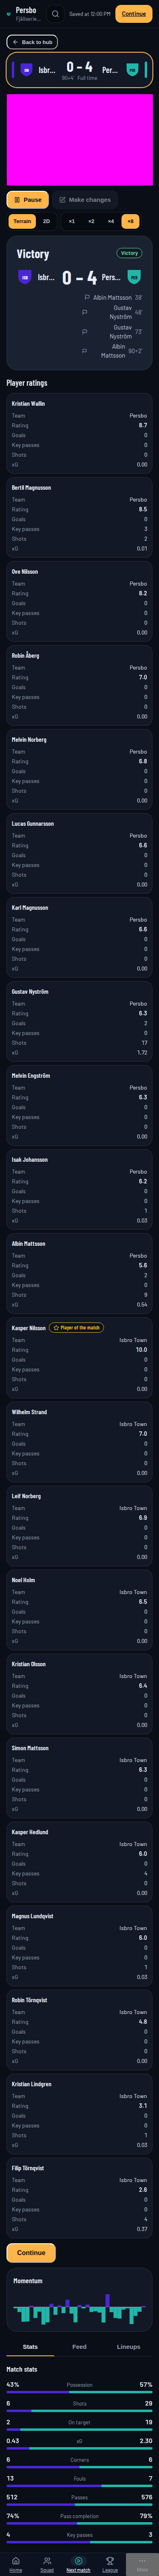 Persbo
Fjällserie...
Saved at 12:00 PM
Continue
Back to hub
ISB
Isbr...
0 – 4
Per...
PER
90+4' Full time
Pause
Make changes
Terrain
2D
×1
×2
×4
×8
Victory
Victory
ISB
Isbr...
0 – 4
Pers...
PER
Albin Mattsson 38'
Gustav Nyström 48'
Gustav Nyström 73'
Albin Mattsson 90+2'
Player ratings
Kristian Wallin
Team Persbo
Rating 8.7
Goals 0
Key passes 0
Shots 0
xG 0.00
Bertil Magnusson
Team Persbo
Rating 8.5
Goals 0
Key passes 3
Shots 2
xG 0.01
Ove Nilsson
Team Persbo
Rating 8.2
Goals 0
Key passes 0
Shots 0
xG 0.00
Robin Åberg
Team Persbo
Rating 7.0
Goals 0
Key passes 0
Shots 0
xG 0.00
Melvin Norberg
Team Persbo
Rating 6.8
Goals 0
Key passes 0
Shots 0
xG 0.00
Lucas Gunnarsson
Team Persbo
Rating 6.6
Goals 0
Key passes 0
Shots 0
xG 0.00
Karl Magnusson
Team Persbo
Rating 6.6
Goals 0
Key passes 0
Shots 0
xG 0.00
Gustav Nyström
Team Persbo
Rating 6.3
Goals 2
Key passes 0
Shots 17
xG 1.72
Melvin Engström
Team Persbo
Rating 6.3
Goals 0
Key passes 0
Shots 0
xG 0.00
Isak Johansson
Team Persbo
Rating 6.2
Goals 0
Key passes 0
Shots 1
xG 0.03
Albin Mattsson
Team Persbo
Rating 5.6
Goals 2
Key passes 0
Shots 9
xG 0.54
Kasper Nilsson Player of the match
Team Isbro Town
Rating 10.0
Goals 0
Key passes 0
Shots 0
xG 0.00
Wilhelm Strand
Team Isbro Town
Rating 7.0
Goals 0
Key passes 0
Shots 0
xG 0.00
Leif Norberg
Team Isbro Town
Rating 6.9
Goals 0
Key passes 0
Shots 0
xG 0.00
Noel Holm
Team Isbro Town
Rating 6.5
Goals 0
Key passes 0
Shots 0
xG 0.00
Kristian Olsson
Team Isbro Town
Rating 6.4
Goals 0
Key passes 0
Shots 0
xG 0.00
Simon Mattsson
Team Isbro Town
Rating 6.3
Goals 0
Key passes 0
Shots 0
xG 0.00
Kasper Hedlund
Team Isbro Town
Rating 6.0
Goals 0
Key passes 4
Shots 0
xG 0.00
Magnus Lundqvist
Team Isbro Town
Rating 6.0
Goals 0
Key passes 0
Shots 1
xG 0.03
Robin Törnqvist
Team Isbro Town
Rating 4.8
Goals 0
Key passes 0
Shots 0
xG 0.00
Kristian Lindgren
Team Isbro Town
Rating 3.1
Goals 0
Key passes 0
Shots 1
xG 0.03
Filip Törnqvist
Team Isbro Town
Rating 2.6
Goals 0
Key passes 0
Shots 4
xG 0.37
Continue
Momentum
Stats
Feed
Lineups
Match stats
43% Possession 57%
6 Shots 29
2 On target 19
0.43 xG 2.30
6 Corners 6
13 Fouls 7
512 Passes 576
74% Pass completion 79%
4 Key passes 3
Home
Squad
Next match
League
More